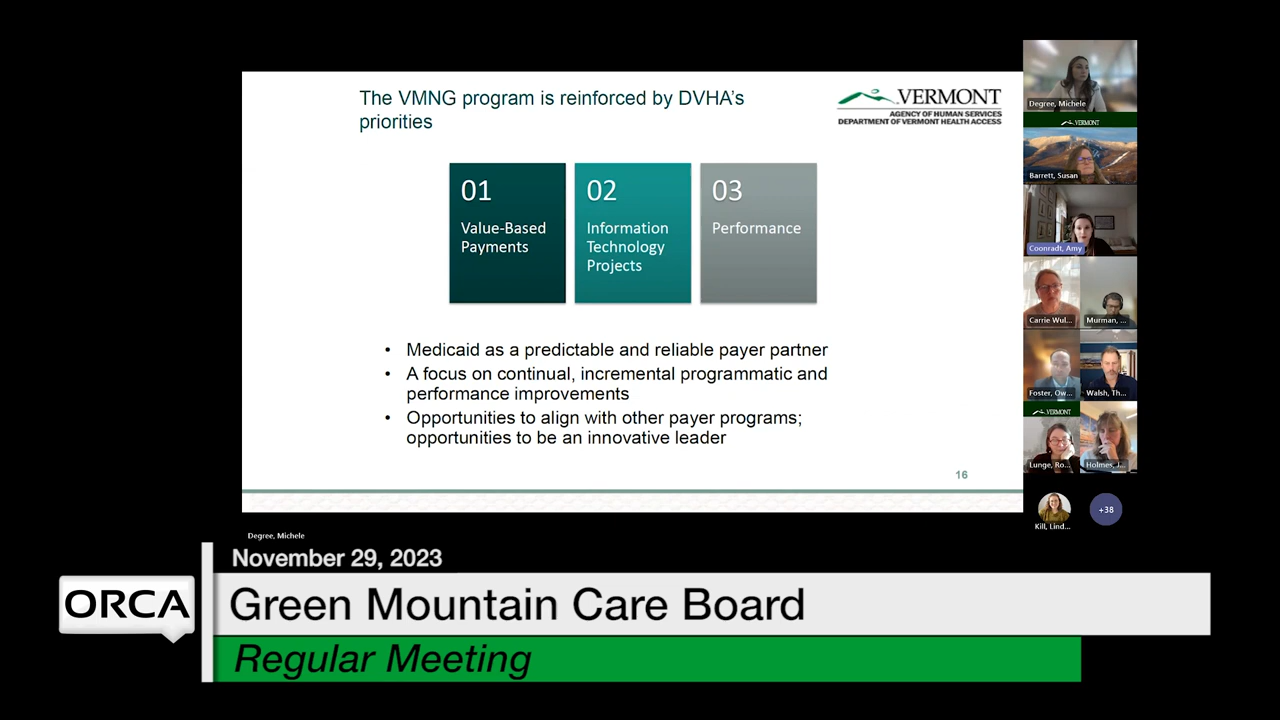 The VMNG program is reinforced by DVHA's
priorities
VERMONT
AGENCY OF HUMAN SERVICES
DEPARTMENT OF VERMONT HEALTH ACCESS
01
Value-Based
Payments
02
Information
Technology
Projects
03
Performance
• Medicaid as a predictable and reliable payer partner
• A focus on continual, incremental programmatic and
performance improvements
• Opportunities to align with other payer programs;
opportunities to be an innovative leader
16
Degree, Michele
VERMONT
Barrett, Susan
Coonradt, Amy
Carrie Wul...
Murman, ...
Foster, Ow...
Walsh, Th...
VERMONT
Lunge, Ro...
Holmes, J...
Kill, Lind...
+38
Degree, Michele
November 29, 2023
ORCA
Green Mountain Care Board
Regular Meeting